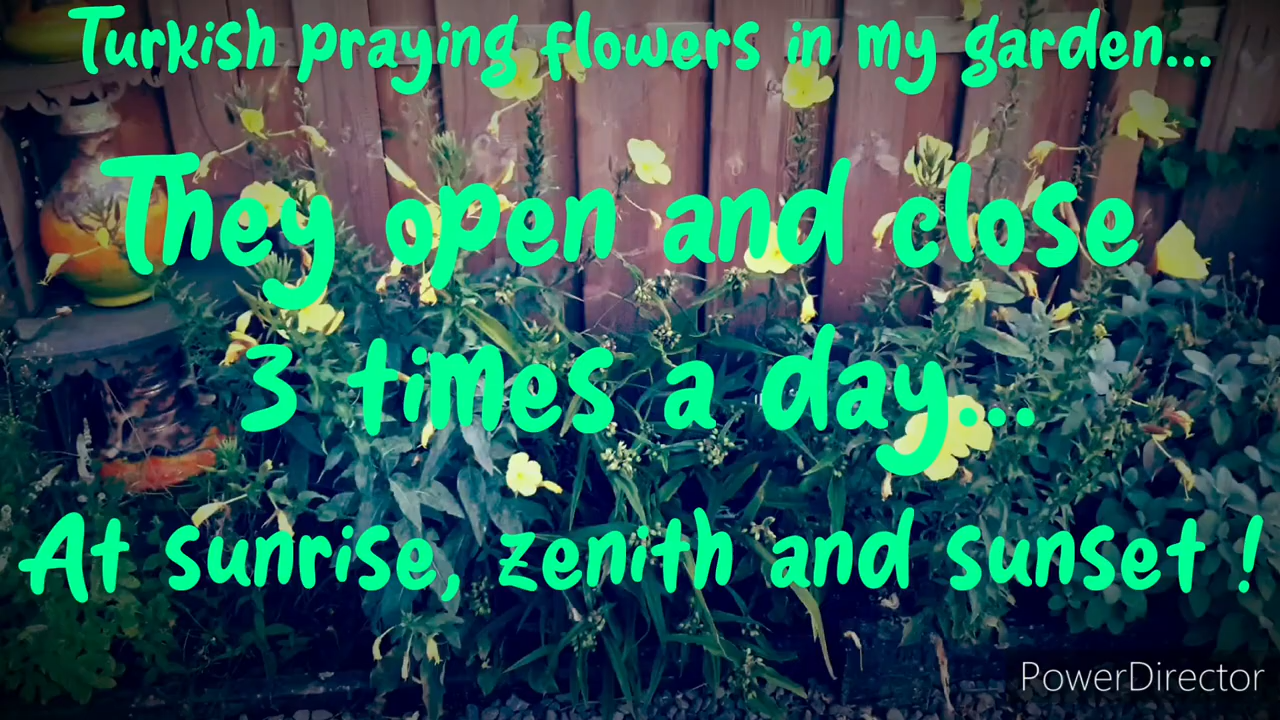 Turkish praying flowers in my garden...
They open and close
3 times a day....
At sunrise, zenith and sunset !
PowerDirector